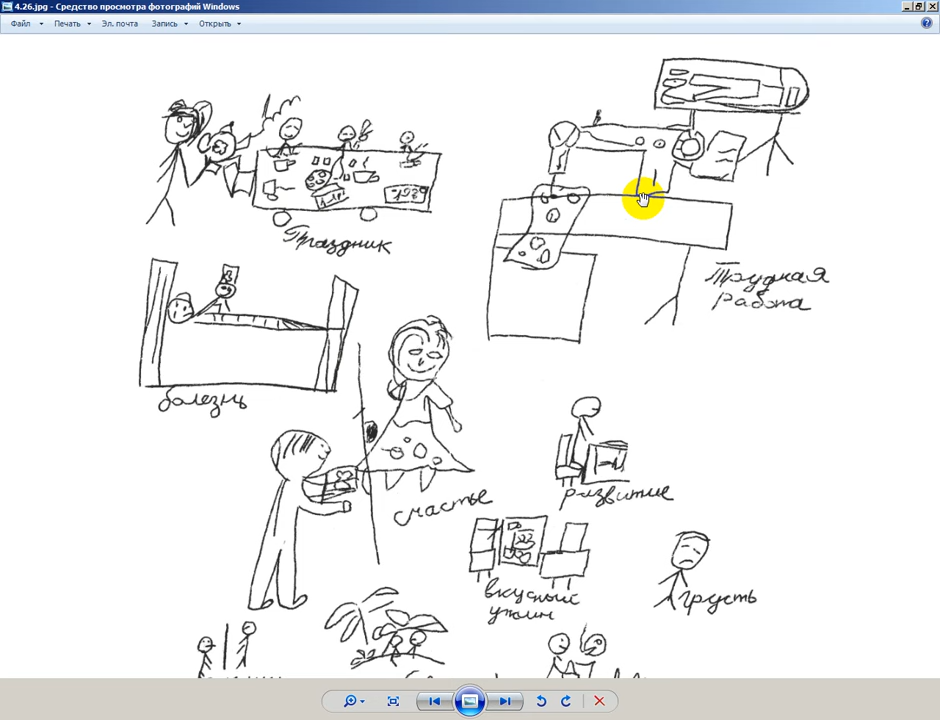 4.26.jpg - Средство просмотра фотографий Windows
Файл Печать Эл. почта Запись Открыть
Праздник
Трудная
работа
болезнь
счастье
развитие
вкусный
ужин
грусть